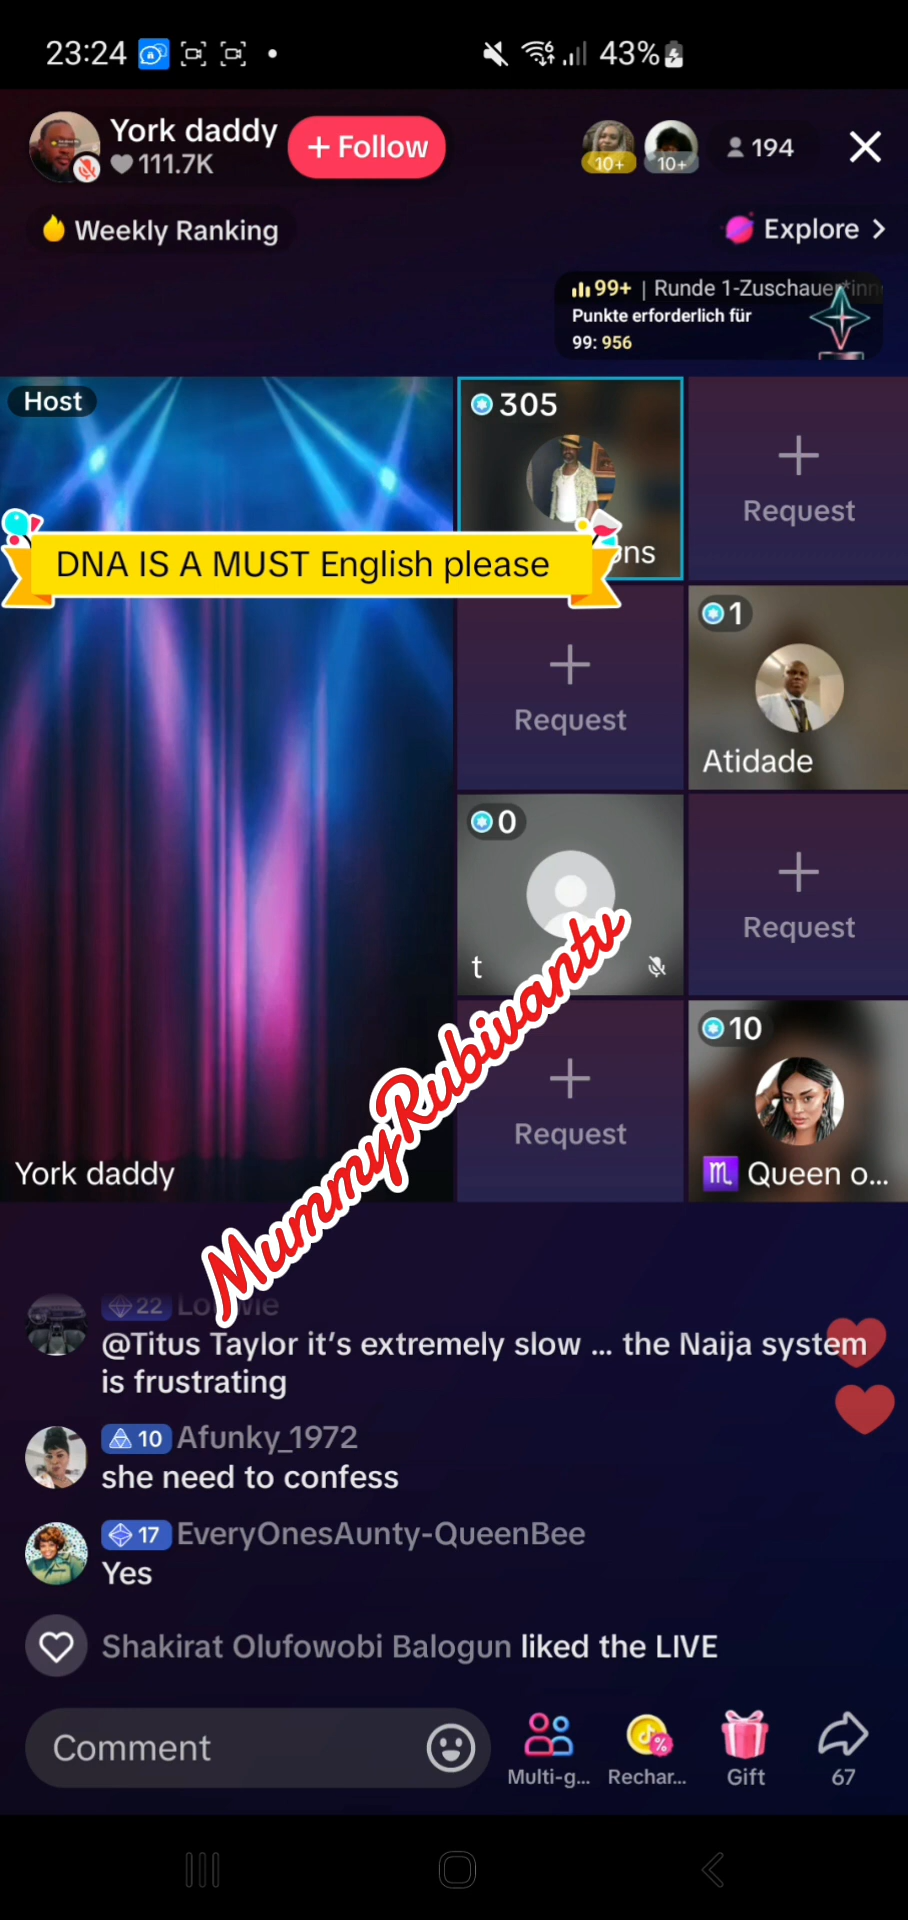 23:24
43%
York daddy
111.7K
+ Follow
10+
10+
194
Weekly Ranking
Explore >
99+ | Runde 1-Zuschauer*inn
Punkte erforderlich für
99: 956
Host
305
Request
DNA IS A MUST English please
ons
Request
1
Atidade
0
t
Request
10
Request
♏ Queen o...
York daddy
MummyRubivantv
22
@Titus Taylor it’s extremely slow ... the Naija system
is frustrating
10 Afunky_1972
she need to confess
17 EveryOnesAunty-QueenBee
Yes
Shakirat Olufowobi Balogun liked the LIVE
Comment
Multi-g...
Rechar...
Gift
67